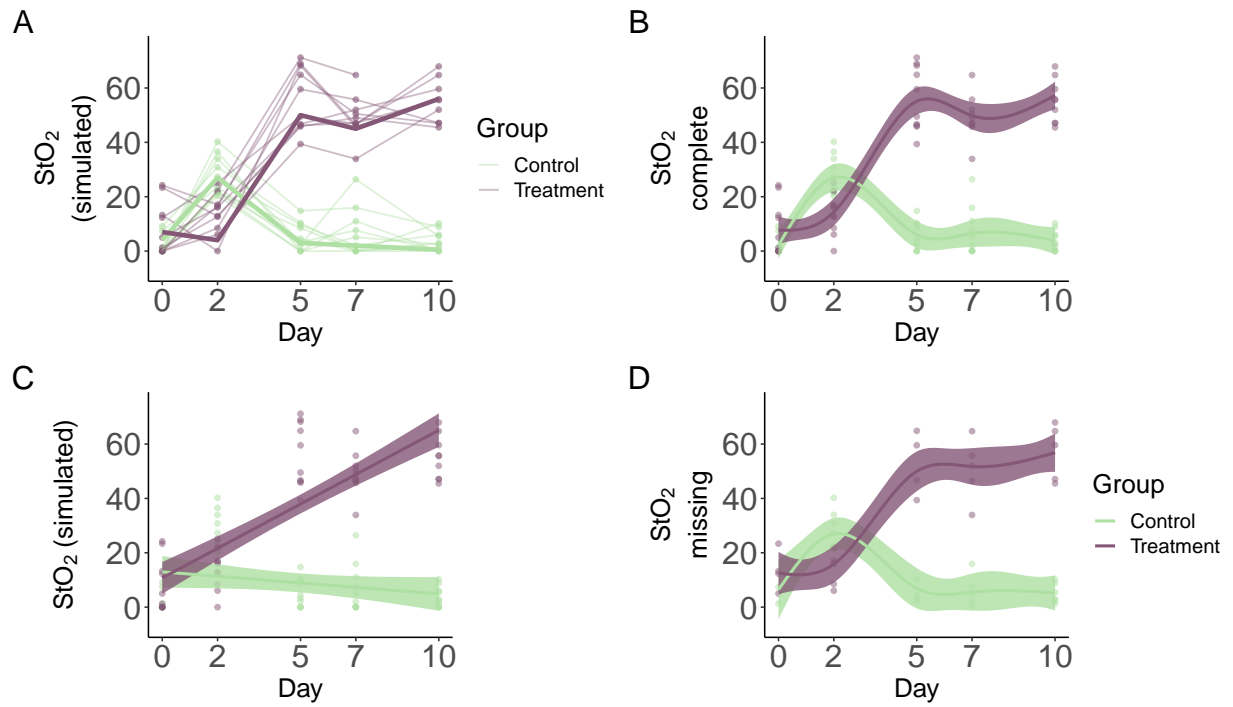 A
StO2
(simulated)
60
40
20
0
0 2 5 7 10
Day
Group
Control
Treatment
B
StO2
complete
60
40
20
0
0 2 5 7 10
Day
C
StO2 (simulated)
60
40
20
0
0 2 5 7 10
Day
D
StO2
missing
60
40
20
0
0 2 5 7 10
Day
Group
Control
Treatment